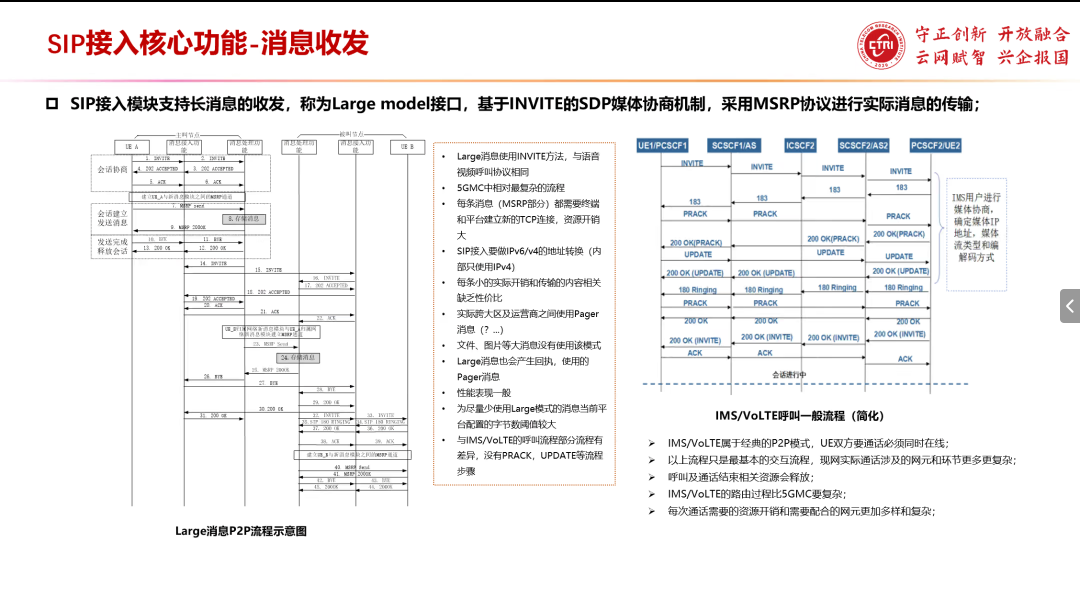 SIP接入核心功能-消息收发
守正创新 开放融合
云网赋智 兴企报国
CTRI
SIP接入模块支持长消息的收发，称为Large model接口，基于INVITE的SDP媒体协商机制，采用MSRP协议进行实际消息的传输；
主叫节点
被叫节点
UE A
消息接入功能
消息处理功能
消息处理功能
消息接入功能
UE B
会话协商
1. INVITE
2. INVITE
4. 202 ACCEPTED
3. 202 ACCEPTED
5. ACK
6. ACK
会话建立
发送消息
7. MSRP send
8.存储消息
9. MSRP 200OK
发送完成
释放会话
10. BYE
11. BYE
13. 200 OK
12. 200 OK
14. INVITE
15. INVITE
16. INVITE
17. 202 ACCEPTED
18. 202 ACCEPTED
20. ACK
21. ACK
22. ACK
23. MSRP Send
24.存储消息
25. MSRP 200OK
26. BYE
27. BYE
28. BYE
29. 200 OK
30.200 OK
31. 200 OK
32. INVITE
33. INVITE
37. 200 OK
36. 200 OK
38. ACK
39. ACK
40. MSRP Send
41. MSRP 200OK
42. BYE
43. BYE
45. 200OK
44. 200OK
Large消息P2P流程示意图
• Large消息使用INVITE方法，与语音
视频呼叫协议相同
• 5GMC中相对最复杂的流程
• 每条消息（MSRP部分）都需要终端
和平台建立新的TCP连接，资源开销
大
• SIP接入要做IPv6/v4的地址转换（内
部只使用IPv4）
• 每条小的实际开销和传输的内容相关
缺乏性价比
• 实际跨大区及运营商之间使用Pager
消息（？...）
• 文件、图片等大消息没有使用该模式
• Large消息也会产生回执，使用的
Pager消息
• 性能表现一般
• 为尽量少使用Large模式的消息当前平
台配置的字节数阈值较大
• 与IMS/VoLTE的呼叫流程部分流程有
差异，没有PRACK，UPDATE等流程
步骤
UE1/PCSCF1
SCSCF1/AS
ICSCF2
SCSCF2/AS2
PCSCF2/UE2
INVITE
INVITE
INVITE
INVITE
183
183
183
183
PRACK
PRACK
PRACK
200 OK(PRACK)
200 OK(PRACK)
200 OK(PRACK)
UPDATE
UPDATE
UPDATE
200 OK (UPDATE)
200 OK (UPDATE)
200 OK (UPDATE)
180 Ringing
180 Ringing
180 Ringing
180 Ringing
PRACK
PRACK
PRACK
200 OK
200 OK
200 OK
200 OK (INVITE)
200 OK (INVITE)
200 OK (INVITE)
200 OK (INVITE)
ACK
ACK
ACK
会话进行中
IMS用户进行
媒体协商，
确定媒体IP
地址，媒体
流类型和编
解码方式
IMS/VoLTE呼叫一般流程（简化）
➢ IMS/VoLTE属于经典的P2P模式，UE双方要通话必须同时在线；
➢ 以上流程只是最基本的交互流程，现网实际通话涉及的网元和环节更多更复杂；
➢ 呼叫及通话结束相关资源会释放；
➢ IMS/VoLTE的路由过程比5GMC要复杂；
➢ 每次通话需要的资源开销和需要配合的网元更加多样和复杂；